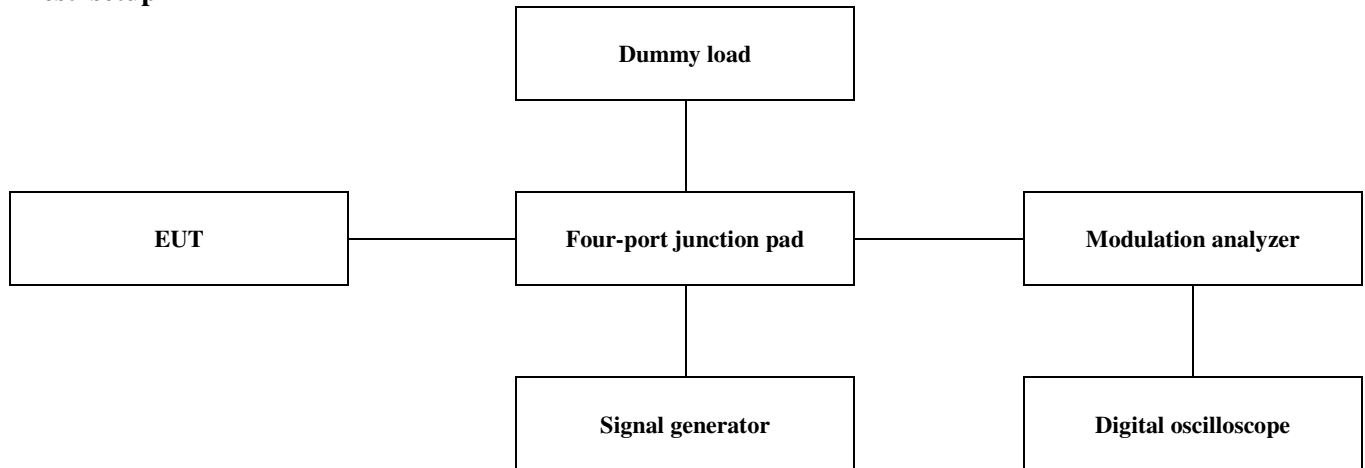 Dummy load
EUT
Four-port junction pad
Modulation analyzer
Signal generator
Digital oscilloscope